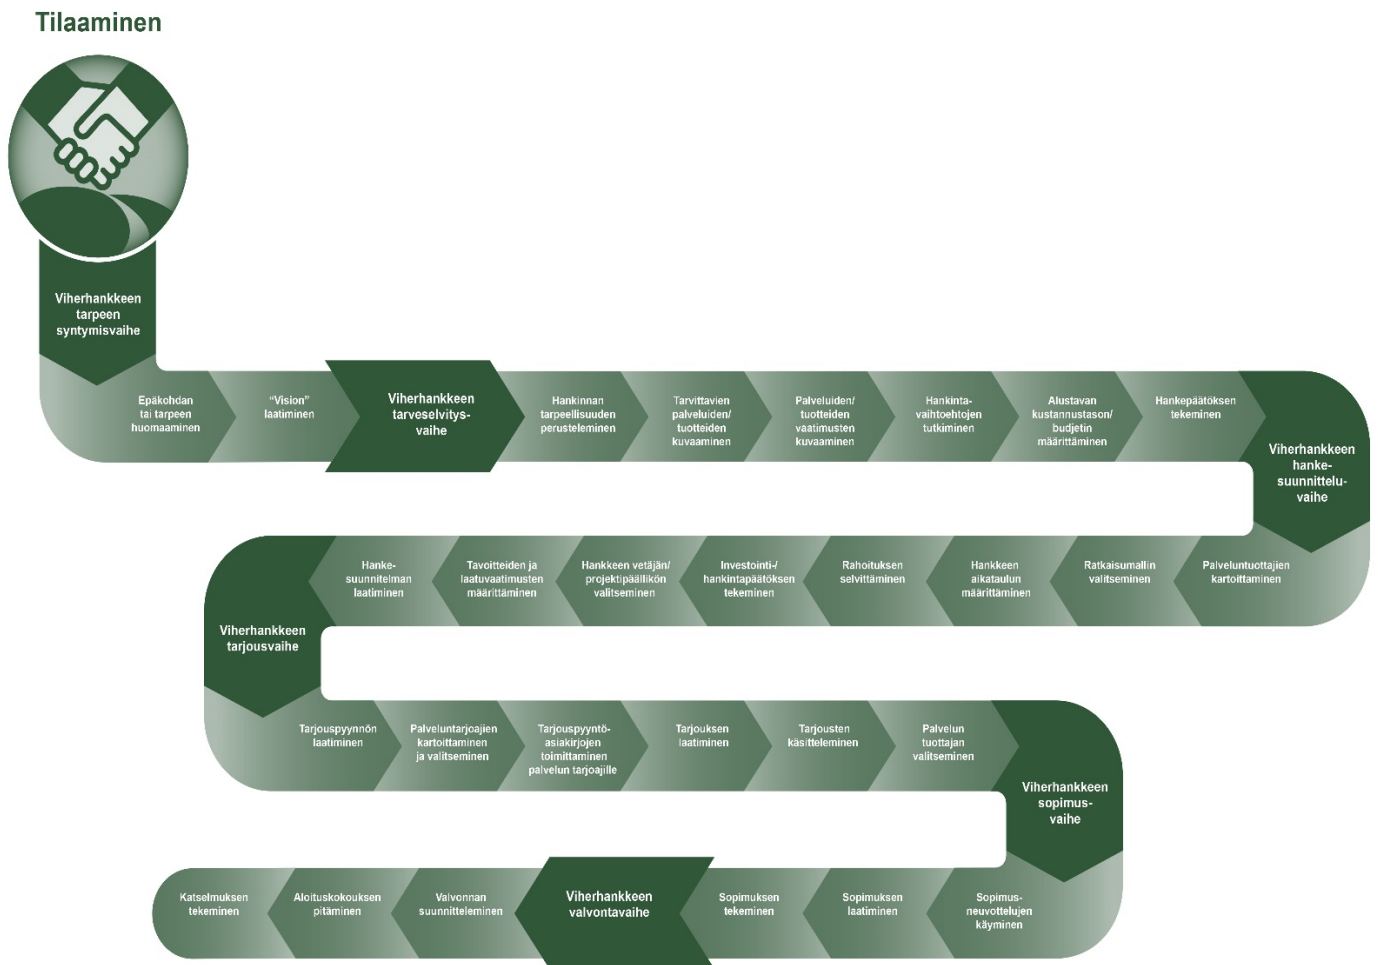 Tilaaminen
Viherhankkeen
tarpeen
syntymisvaihe
Epäkohdan
tai tarpeen
huomaaminen
“Vision”
laatiminen
Viherhankkeen
tarveselvitys-
vaihe
Hankinnan
tarpeellisuuden
perusteleminen
Tarvittavien
palveluiden/
tuotteiden
kuvaaminen
Palveluiden/
tuotteiden
vaatimusten
kuvaaminen
Hankinta-
vaihtoehtojen
tutkiminen
Alustavan
kustannustason/
budjetin
määrittäminen
Hankepäätöksen
tekeminen
Viherhankkeen
hanke-
suunnittelu-
vaihe
Palveluntuottajien
kartoittaminen
Ratkaisumallin
valitseminen
Hankkeen
aikataulun
määrittäminen
Rahoituksen
selvittäminen
Investointi-/
hankintapäätöksen
tekeminen
Hankkeen vetäjän/
projektipäällikön
valitseminen
Tavoitteiden ja
laatuvaatimusten
määrittäminen
Hanke-
suunnitelman
laatiminen
Viherhankkeen
tarjousvaihe
Tarjouspyynnön
laatiminen
Palveluntarjoajien
kartoittaminen
ja valitseminen
Tarjouspyyntö-
asiakirjojen
toimittaminen
palvelun tarjoajille
Tarjouksen
laatiminen
Tarjousten
käsitteleminen
Palvelun
tuottajan
valitseminen
Viherhankkeen
sopimus-
vaihe
Sopimus-
neuvottelujen
käyminen
Sopimuksen
laatiminen
Sopimuksen
tekeminen
Viherhankkeen
valvontavaihe
Valvonnan
suunnitteleminen
Aloituskokouksen
pitäminen
Katselmuksen
tekeminen